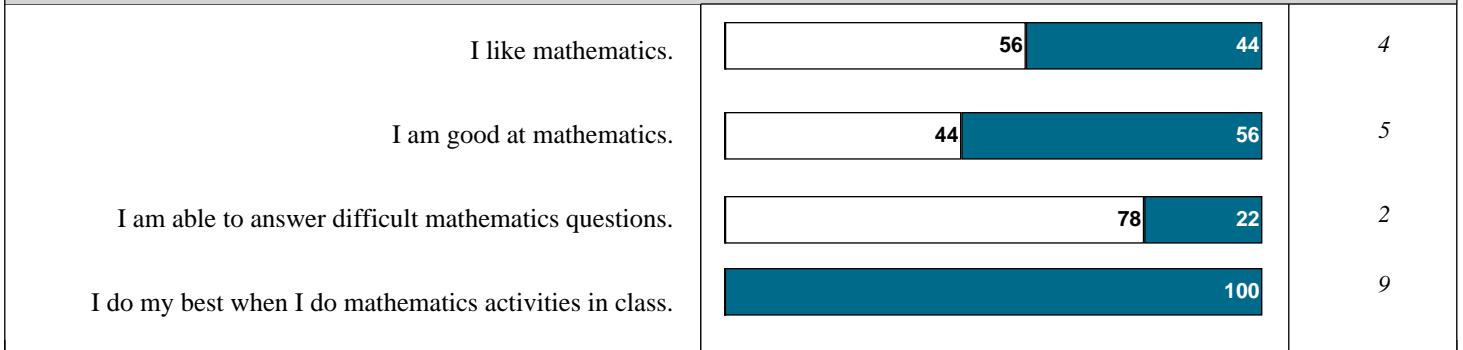 I like mathematics. 56 44 4
I am good at mathematics. 44 56 5
I am able to answer difficult mathematics questions. 78 22 2
I do my best when I do mathematics activities in class. 100 9